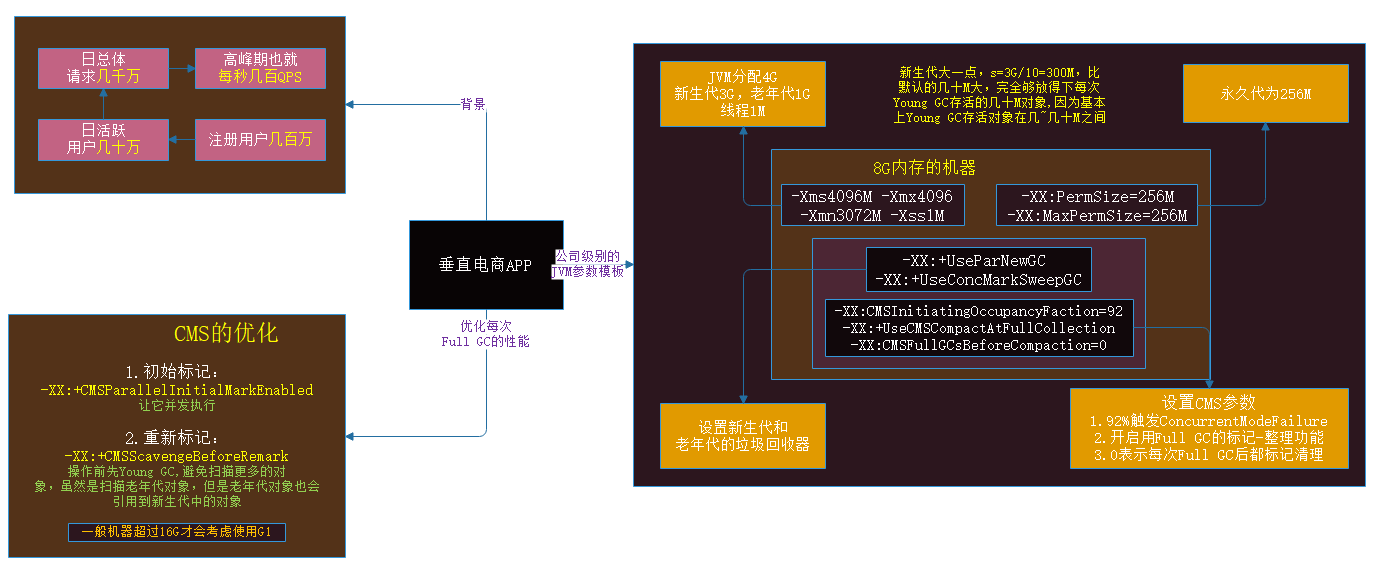 日总体
请求几千万
高峰期也就
每秒几百QPS
日活跃
用户几十万
注册用户几百万
背景
垂直电商APP
公司级别的
JVM参数模板
优化每次
Full GC的性能
CMS的优化
1.初始标记：
-XX:+CMSParallelInitialMarkEnabled
让它并发执行
2.重新标记：
-XX:+CMSScavengeBeforeRemark
操作前先Young GC,避免扫描更多的对
象，虽然是扫描老年代对象，但是老年代对象也会
引用到新生代中的对象
一般机器超过16G才会考虑使用G1
JVM分配4G
新生代3G，老年代1G
线程1M
新生代大一点，s=3G/10=300M，比
默认的几十M大，完全够放得下每次
Young GC存活的几十M对象,因为基本
上Young GC存活对象在几~几十M之间
永久代为256M
8G内存的机器
-Xms4096M -Xmx4096
-Xmn3072M -Xss1M
-XX:PermSize=256M
-XX:MaxPermSize=256M
-XX:+UseParNewGC
-XX:+UseConcMarkSweepGC
-XX:CMSInitiatingOccupancyFaction=92
-XX:+UseCMSCompactAtFullCollection
-XX:CMSFullGCsBeforeCompaction=0
设置新生代和
老年代的垃圾回收器
设置CMS参数
1.92%触发ConcurrentModeFailure
2.开启用Full GC的标记-整理功能
3.0表示每次Full GC后都标记清理